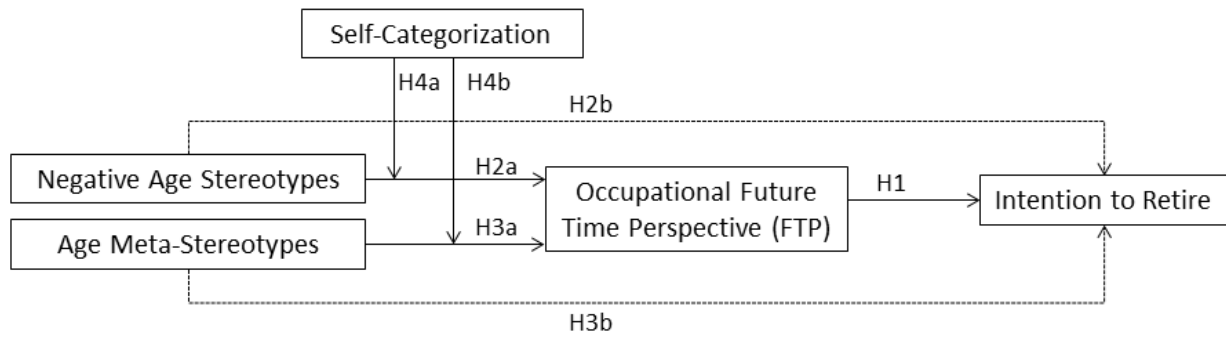 Self-Categorization
H4a
H4b
H2b
Negative Age Stereotypes
H2a
Occupational Future
Time Perspective (FTP)
H1
Intention to Retire
Age Meta-Stereotypes
H3a
H3b